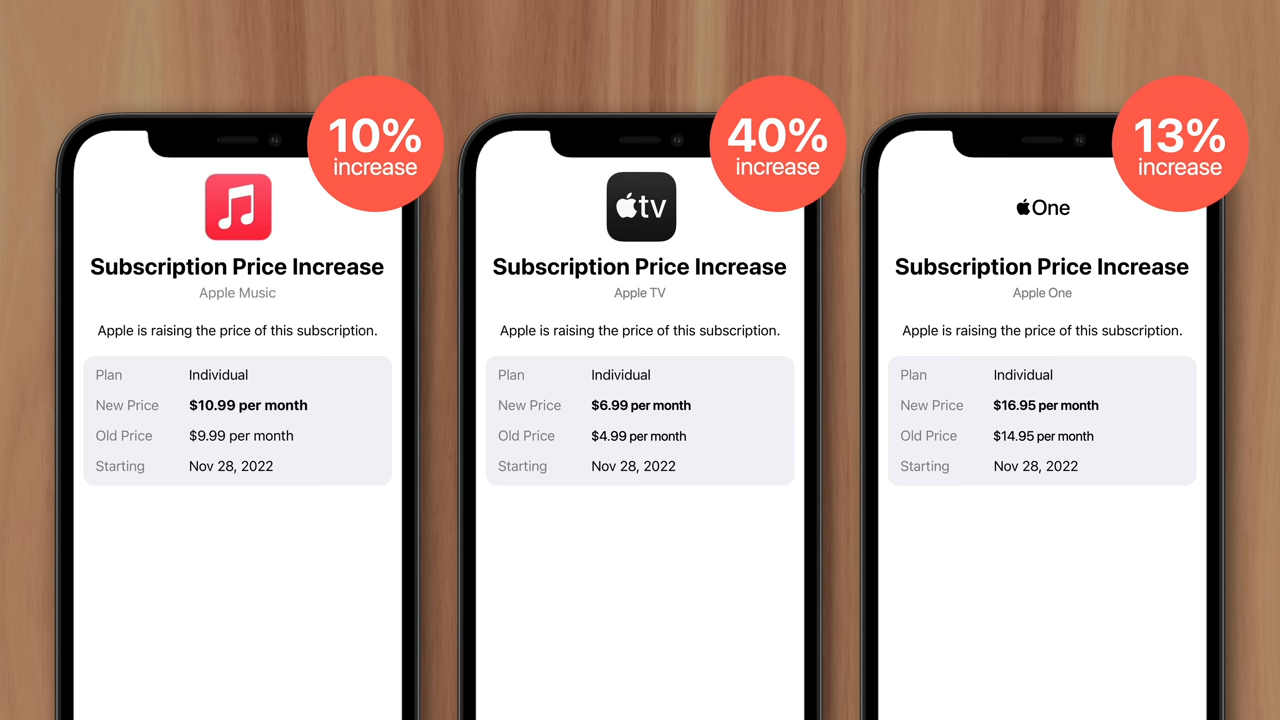 10%
increase
Subscription Price Increase
Apple Music
Apple is raising the price of this subscription.
Plan Individual
New Price $10.99 per month
Old Price $9.99 per month
Starting Nov 28, 2022
40%
increase
tv
Subscription Price Increase
Apple TV
Apple is raising the price of this subscription.
Plan Individual
New Price $6.99 per month
Old Price $4.99 per month
Starting Nov 28, 2022
13%
increase
One
Subscription Price Increase
Apple One
Apple is raising the price of this subscription.
Plan Individual
New Price $16.95 per month
Old Price $14.95 per month
Starting Nov 28, 2022